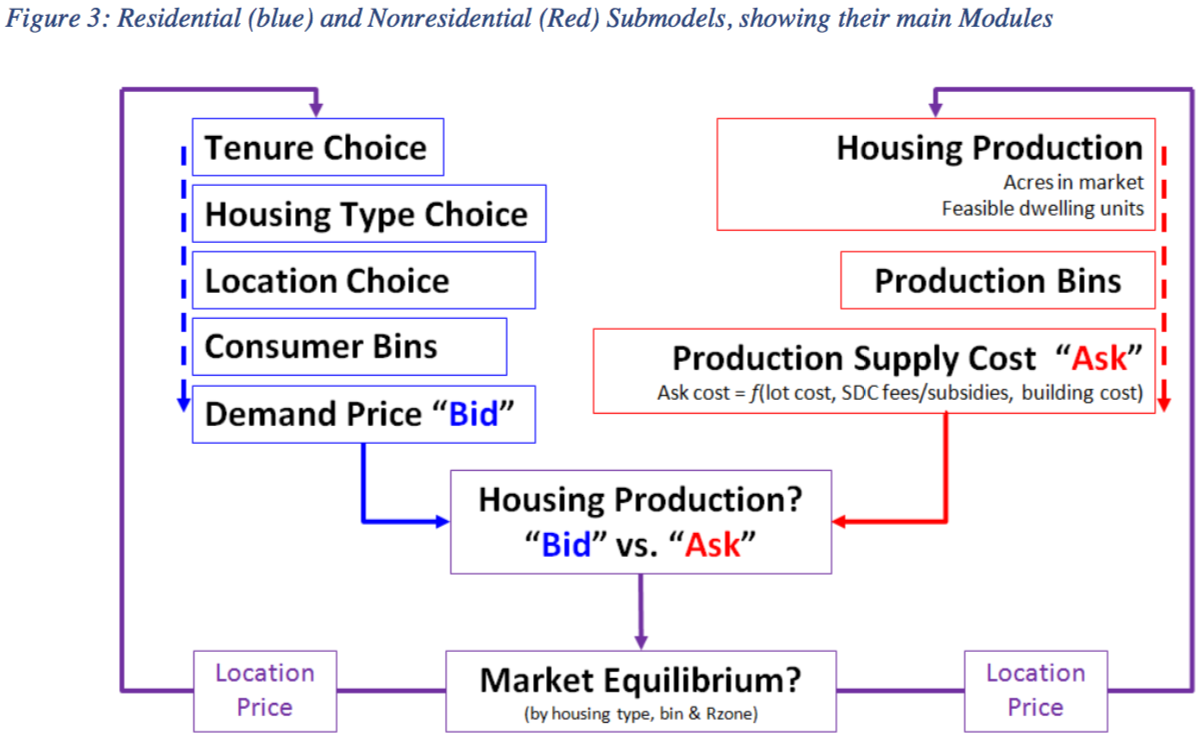 Figure 3: Residential (blue) and Nonresidential (Red) Submodels, showing their main Modules
Tenure Choice
Housing Type Choice
Location Choice
Consumer Bins
Demand Price “Bid”
Housing Production
Acres in market
Feasible dwelling units
Production Bins
Production Supply Cost “Ask”
Ask cost = f(lot cost, SDC fees/subsidies, building cost)
Housing Production?
“Bid” vs. “Ask”
Location
Price
Market Equilibrium?
(by housing type, bin & Rzone)
Location
Price